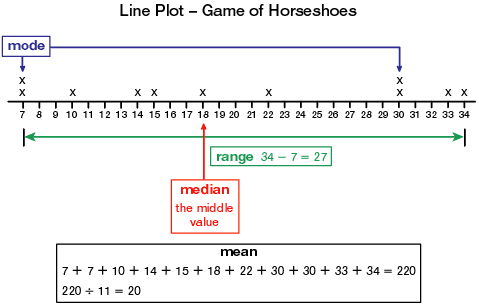 Line Plot – Game of Horseshoes
mode
x x
x x x x x x x x x
7 8 9 10 11 12 13 14 15 16 17 18 19 20 21 22 23 24 25 26 27 28 29 30 31 32 33 34
range 34 – 7 = 27
median
the middle
value
mean
7 + 7 + 10 + 14 + 15 + 18 + 22 + 30 + 30 + 33 + 34 = 220
220 ÷ 11 = 20